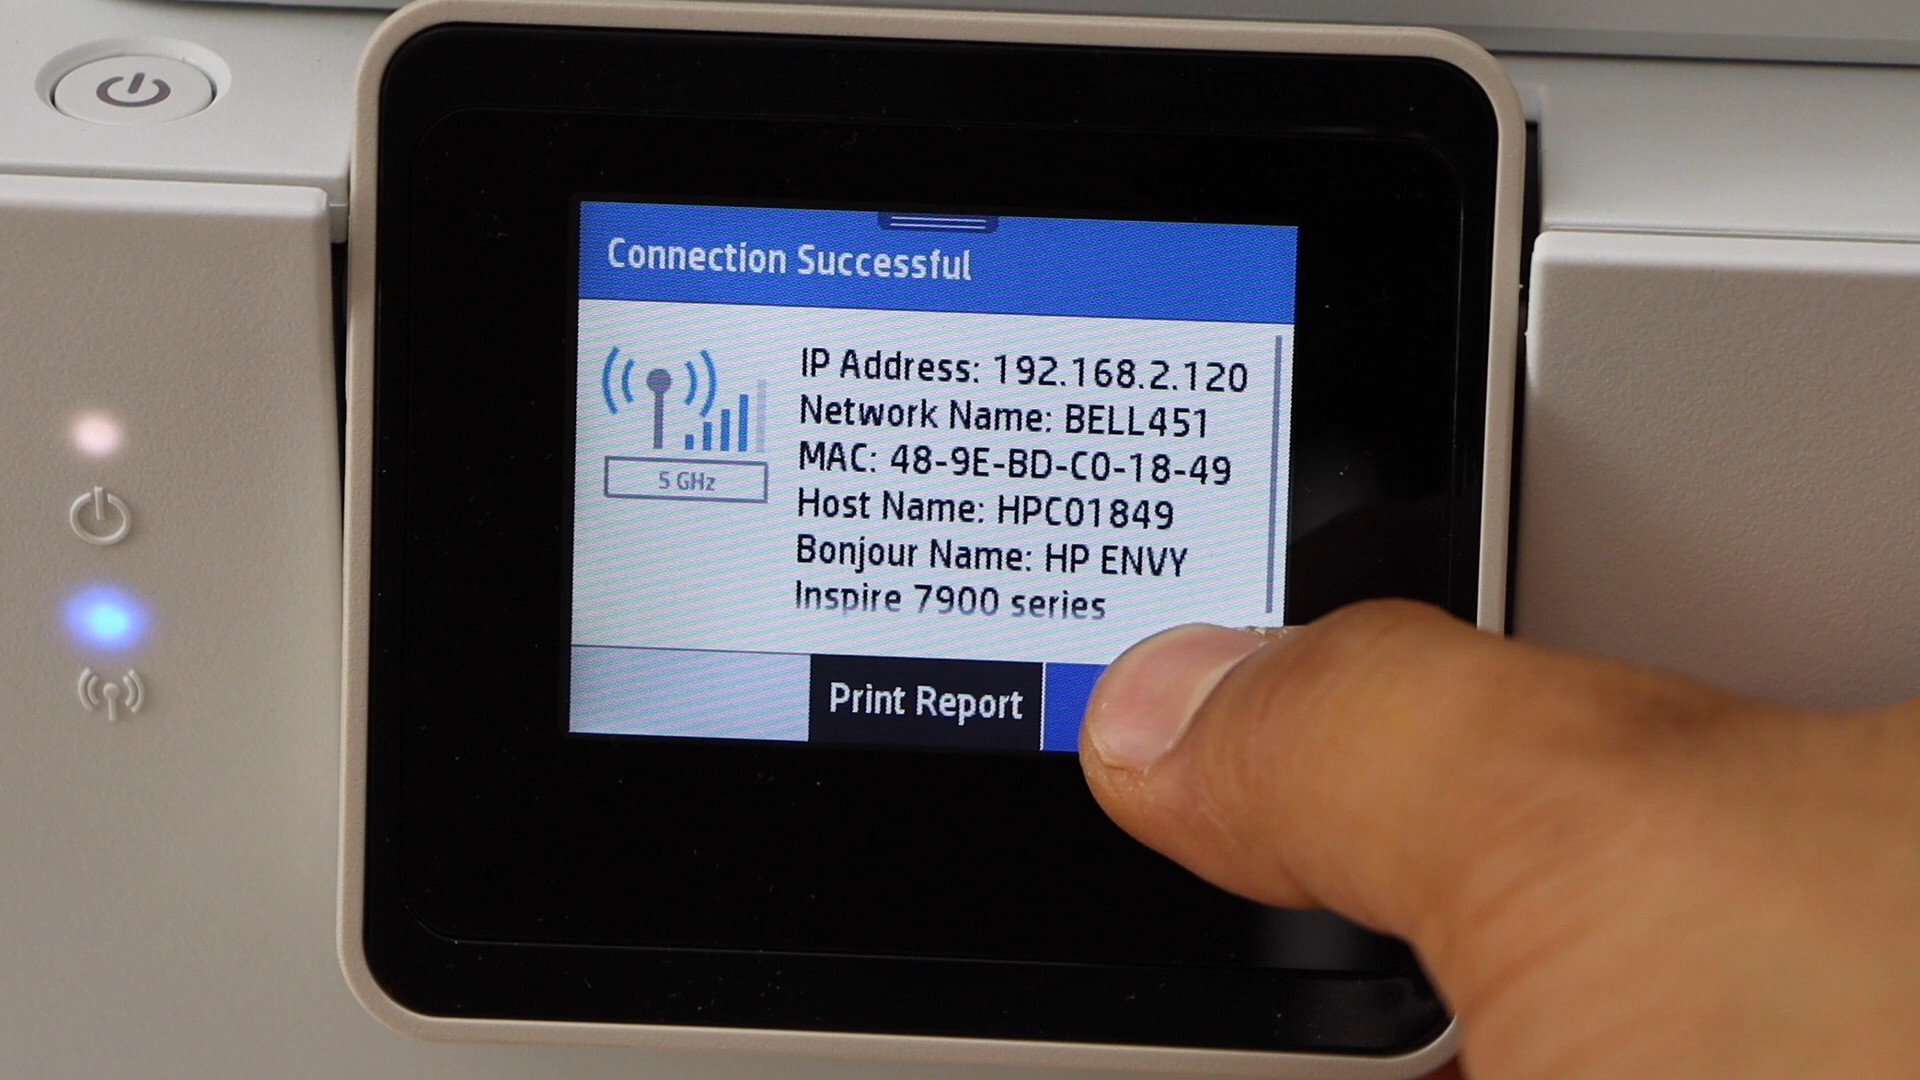 Connection Successful
IP Address: 192.168.2.120
Network Name: BELL451
MAC: 48-9E-BD-C0-18-49
Host Name: HPC01849
Bonjour Name: HP ENVY
Inspire 7900 series
5 GHz
Print Report